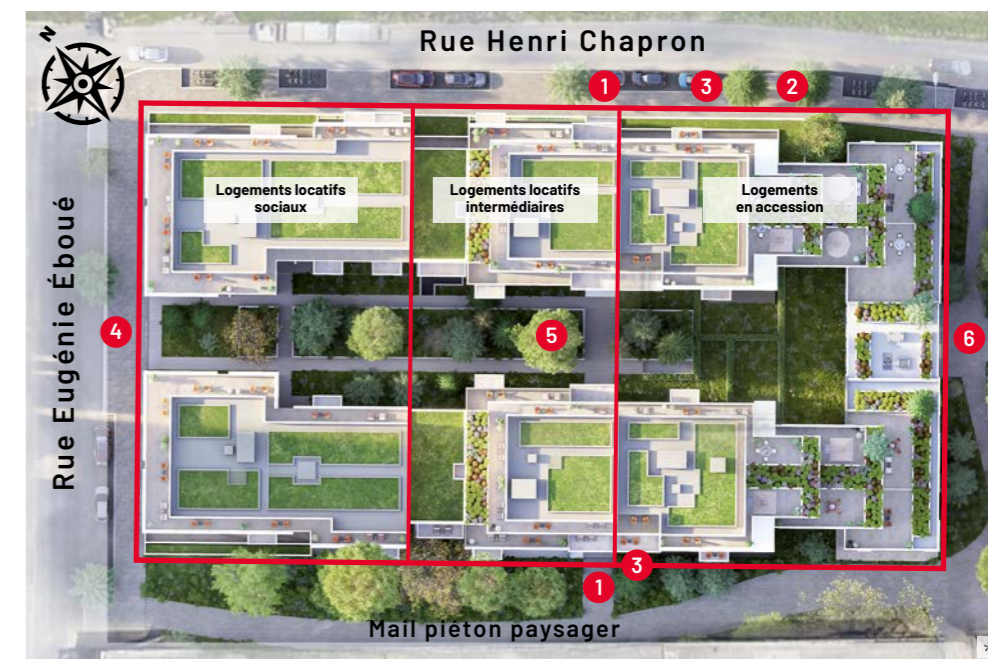 Rue Henri Chapron
N
1
3
2
Logements locatifs
sociaux
Logements locatifs
intermédiaires
Logements
en accession
Rue Eugénie Éboué
4
5
6
3
1
Mail piéton paysager
*